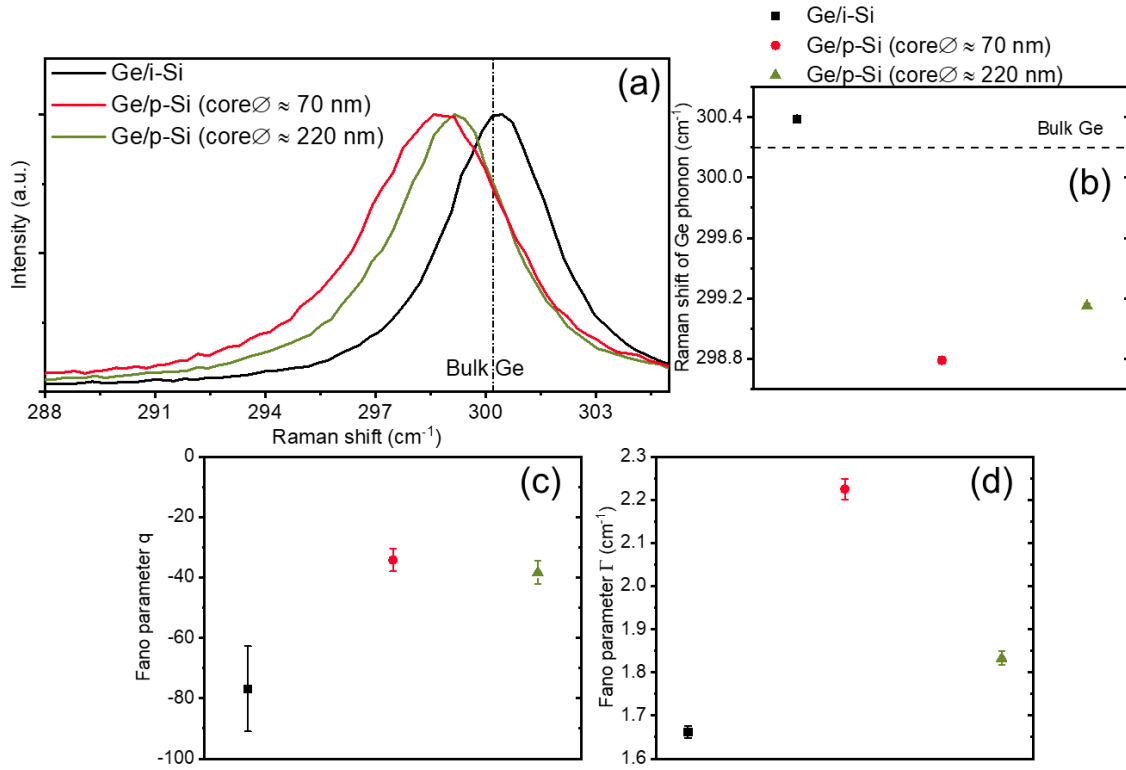 (a)
Ge/i-Si
Ge/p-Si (core∅ ≈ 70 nm)
Ge/p-Si (core∅ ≈ 220 nm)
Intensity (a.u.)
Bulk Ge
288 291 294 297 300 303
Raman shift (cm⁻¹)
Ge/i-Si
Ge/p-Si (core∅ ≈ 70 nm)
Ge/p-Si (core∅ ≈ 220 nm)
(b)
Raman shift of Ge phonon (cm⁻¹)
300.4
Bulk Ge
300.0
299.6
299.2
298.8
(c)
Fano parameter q
0
-20
-40
-60
-80
-100
(d)
Fano parameter Γ (cm⁻¹)
2.3
2.2
2.1
2.0
1.9
1.8
1.7
1.6